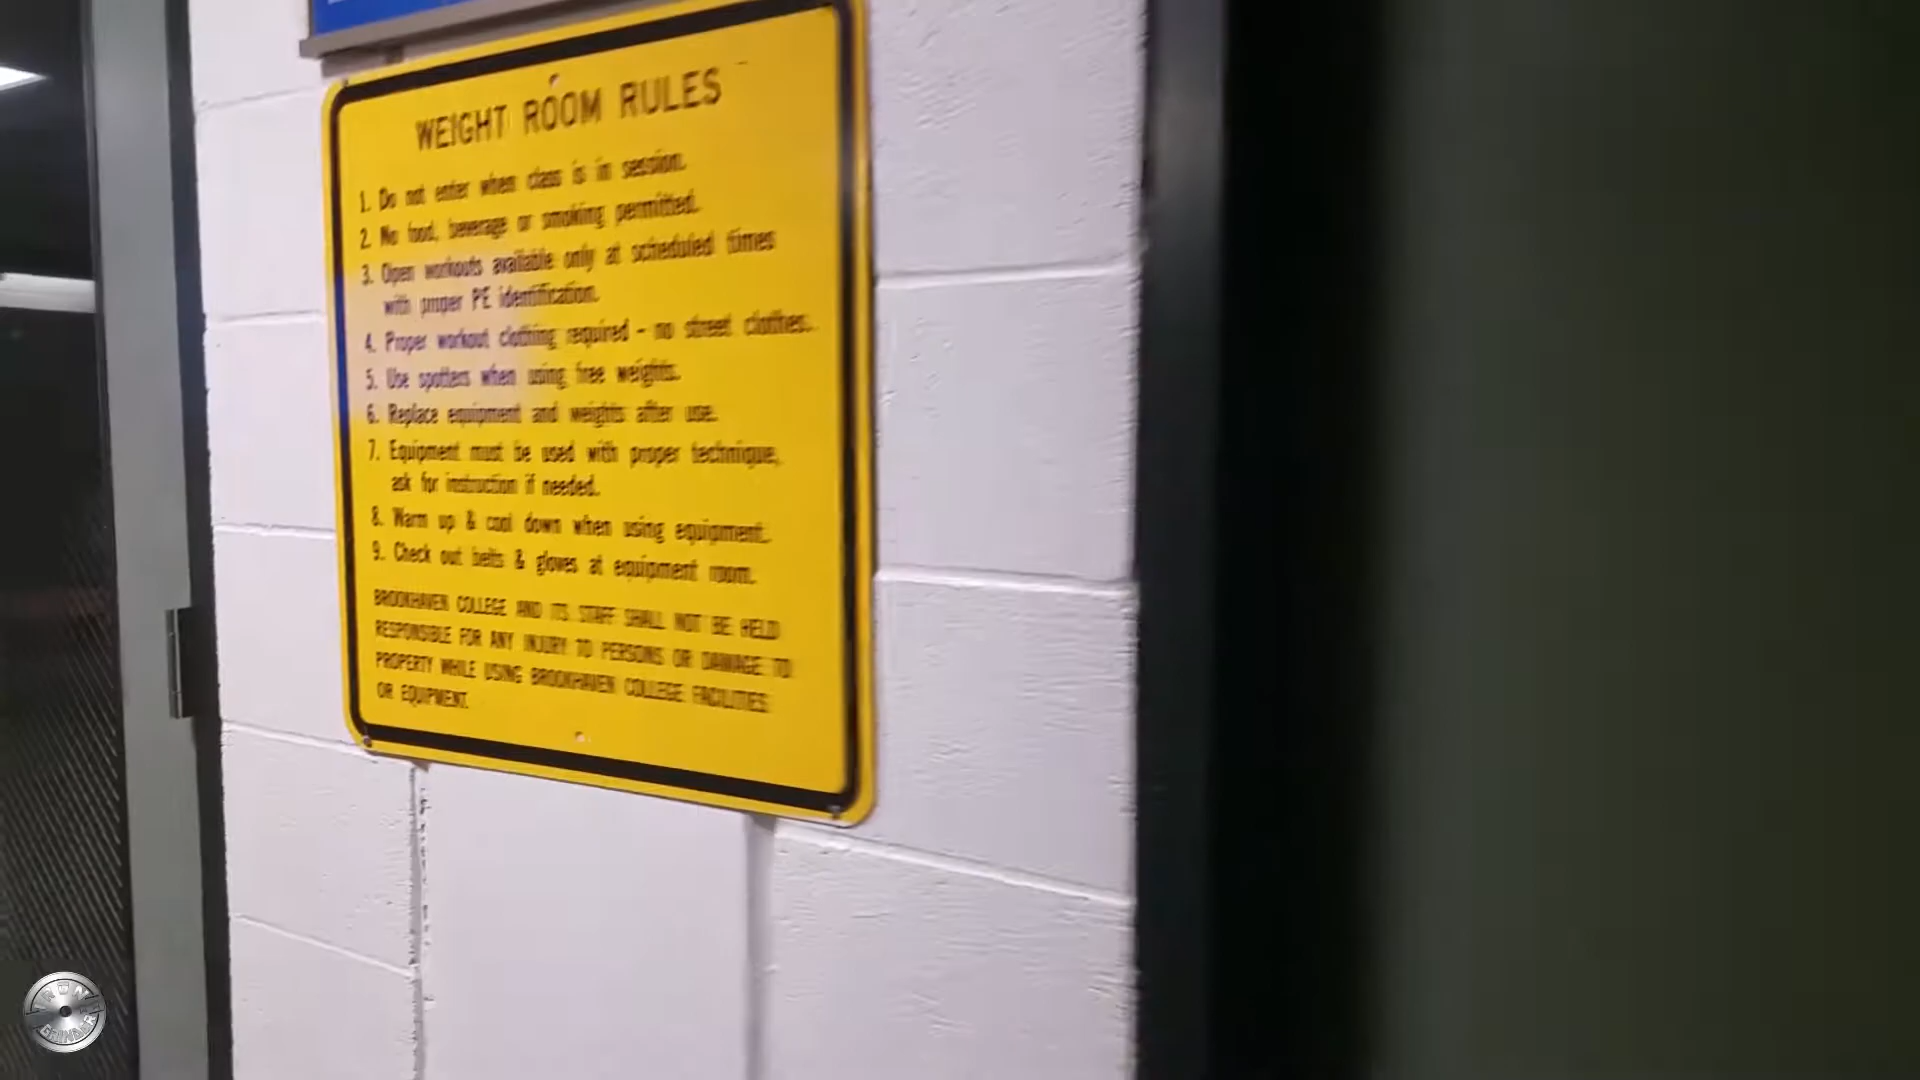 WEIGHT ROOM RULES
1. Do not enter when class is in session.
2. No food, beverage or smoking permitted.
3. Open workouts available only at scheduled times
with proper PE identification.
4. Proper workout clothing required - no street clothes.
5. Use spotters when using free weights.
6. Replace equipment and weights after use.
7. Equipment must be used with proper technique,
ask for instruction if needed.
8. Warm up & cool down when using equipment.
9. Check out belts & gloves at equipment room.
BROOKHAVEN COLLEGE AND ITS STAFF SHALL NOT BE HELD
RESPONSIBLE FOR ANY INJURY TO PERSONS OR DAMAGE TO
PROPERTY WHILE USING BROOKHAVEN COLLEGE FACILITIES
OR EQUIPMENT.
IRON
GRINDERS